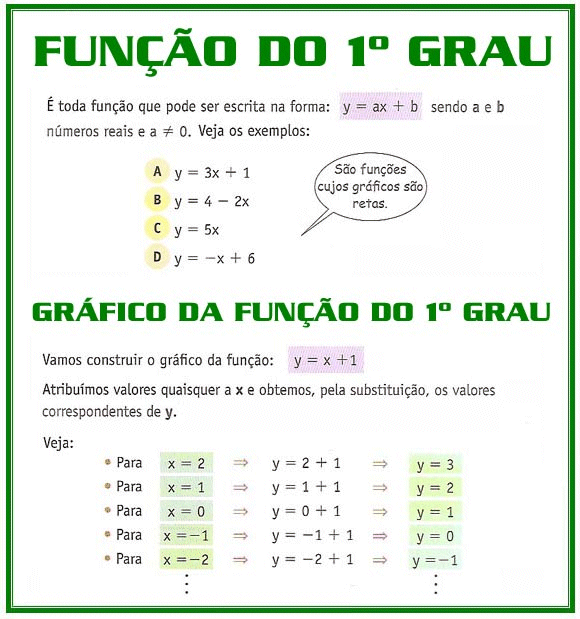 FUNÇÃO DO 1º GRAU
É toda função que pode ser escrita na forma: y = ax + b sendo a e b
números reais e a ≠ 0. Veja os exemplos:
A y = 3x + 1
B y = 4 − 2x
C y = 5x
D y = −x + 6
São funções
cujos gráficos são
retas.
GRÁFICO DA FUNÇÃO DO 1º GRAU
Vamos construir o gráfico da função: y = x +1
Atribuímos valores quaisquer a x e obtemos, pela substituição, os valores
correspondentes de y.
Veja:
• Para x = 2 ⇒ y = 2 + 1 ⇒ y = 3
• Para x = 1 ⇒ y = 1 + 1 ⇒ y = 2
• Para x = 0 ⇒ y = 0 + 1 ⇒ y = 1
• Para x =−1 ⇒ y = −1 + 1 ⇒ y = 0
• Para x =−2 ⇒ y = −2 + 1 ⇒ y =−1
⋮ ⋮